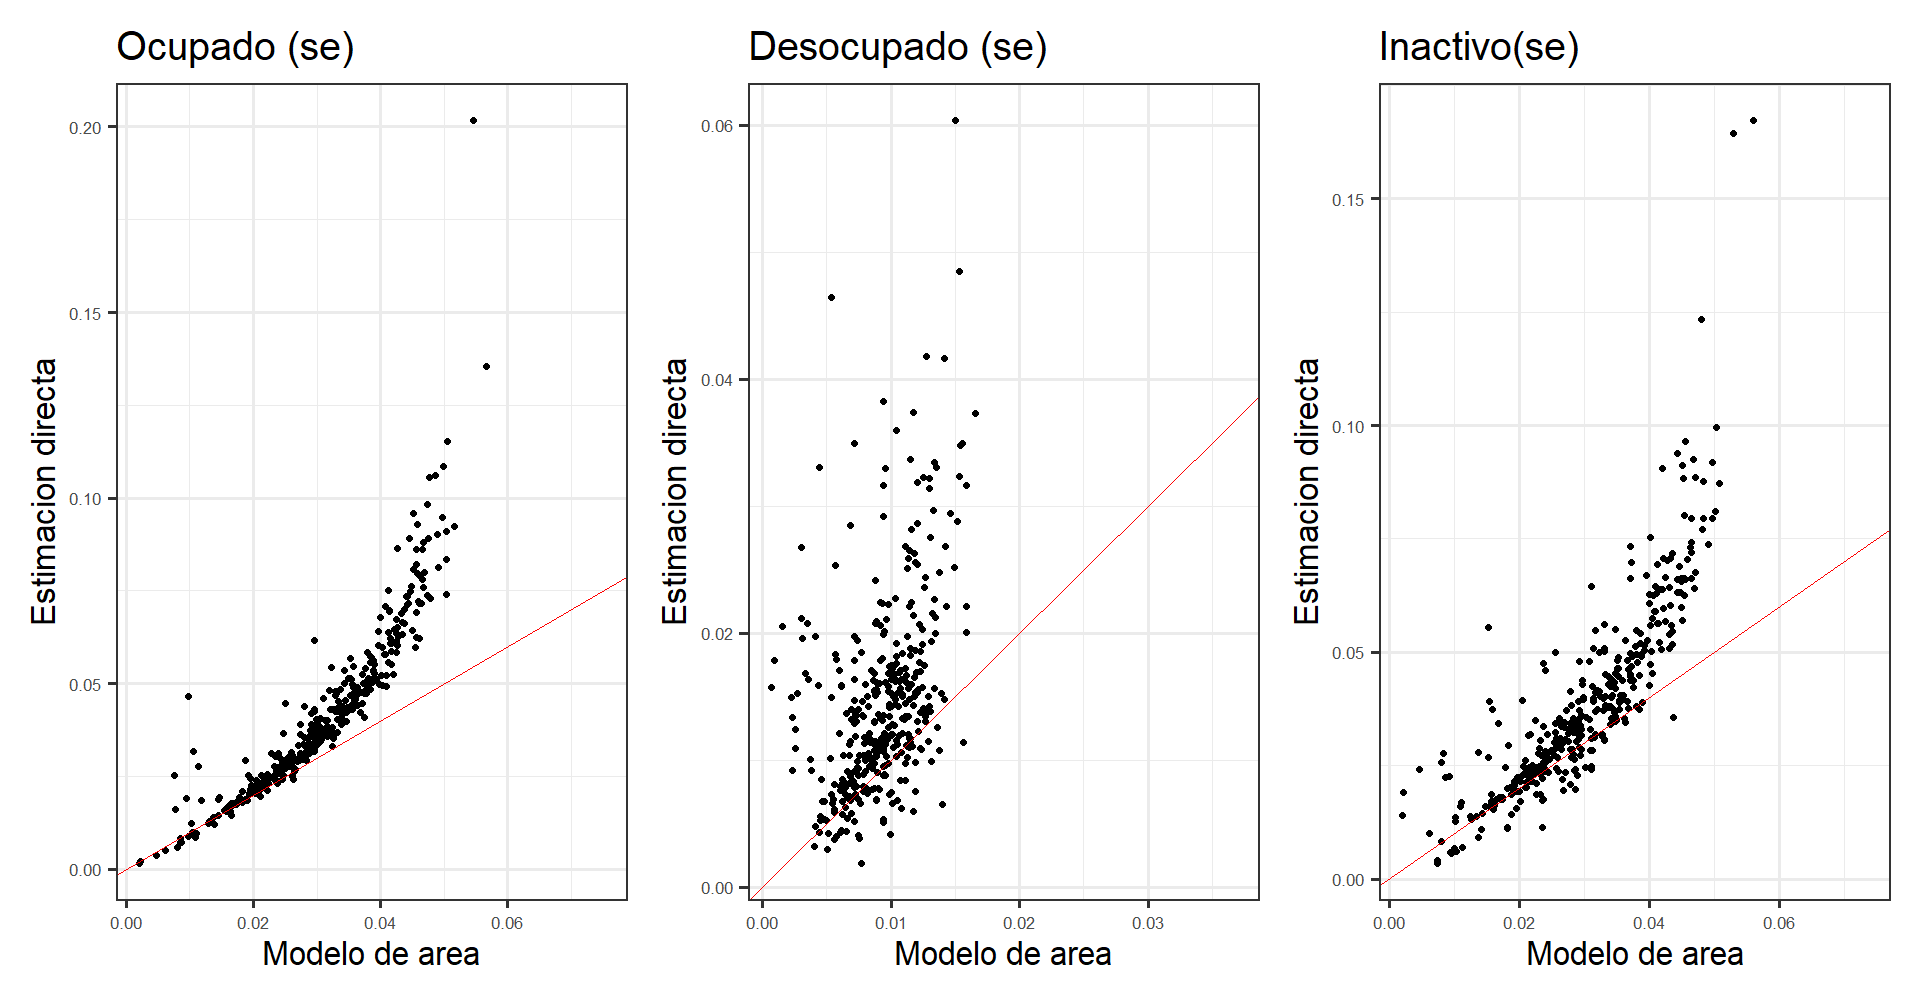 Ocupado (se)
Estimacion directa
0.20
0.15
0.10
0.05
0.00
0.00 0.02 0.04 0.06
Modelo de area
Desocupado (se)
Estimacion directa
0.06
0.04
0.02
0.00
0.00 0.01 0.02 0.03
Modelo de area
Inactivo(se)
Estimacion directa
0.15
0.10
0.05
0.00
0.00 0.02 0.04 0.06
Modelo de area